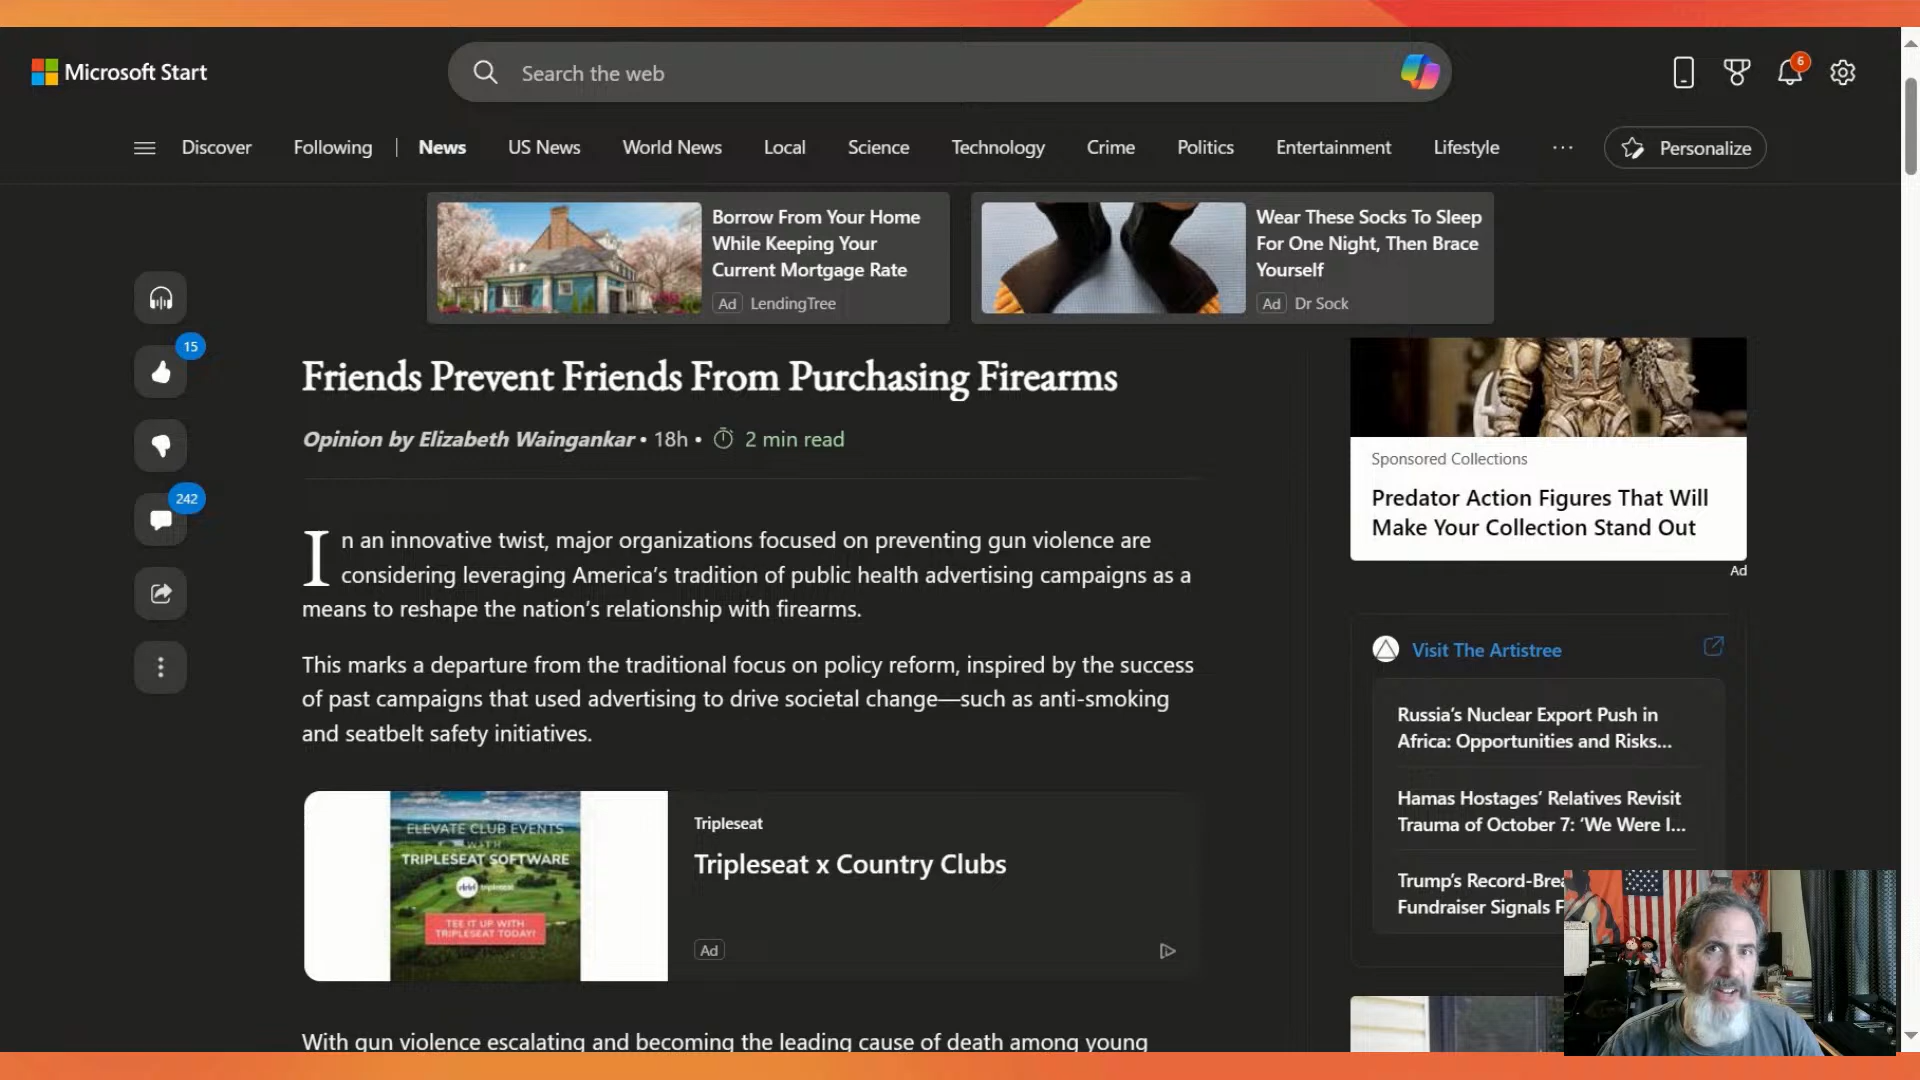 Microsoft Start
Search the web
6
Discover
Following
News
US News
World News
Local
Science
Technology
Crime
Politics
Entertainment
Lifestyle
Personalize
Borrow From Your Home
While Keeping Your
Current Mortgage Rate
Ad LendingTree
Wear These Socks To Sleep
For One Night, Then Brace
Yourself
Ad Dr Sock
15
242
Friends Prevent Friends From Purchasing Firearms
Opinion by Elizabeth Waingankar • 18h • 2 min read
In an innovative twist, major organizations focused on preventing gun violence are
considering leveraging America’s tradition of public health advertising campaigns as a
means to reshape the nation’s relationship with firearms.
This marks a departure from the traditional focus on policy reform, inspired by the success
of past campaigns that used advertising to drive societal change—such as anti-smoking
and seatbelt safety initiatives.
ELEVATE CLUB EVENTS
WITH
TRIPLESEAT SOFTWARE
tripleseat
TEE IT UP WITH
TRIPLESEAT TODAY!
Tripleseat
Tripleseat x Country Clubs
Ad
With gun violence escalating and becoming the leading cause of death among young
Sponsored Collections
Predator Action Figures That Will
Make Your Collection Stand Out
Ad
Visit The Artistree
Russia’s Nuclear Export Push in
Africa: Opportunities and Risks...
Hamas Hostages’ Relatives Revisit
Trauma of October 7: ‘We Were I...
Trump’s Record-Brea
Fundraiser Signals F